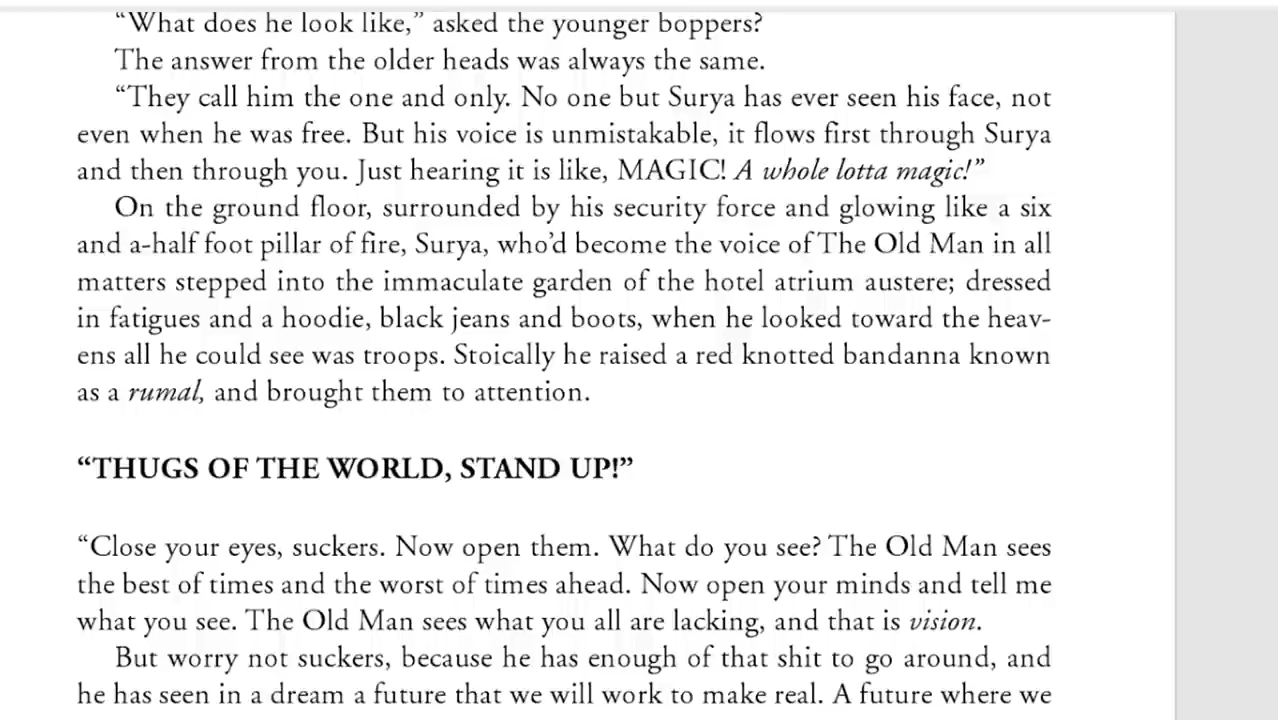 “What does he look like,” asked the younger boppers?
The answer from the older heads was always the same.
“They call him the one and only. No one but Surya has ever seen his face, not
even when he was free. But his voice is unmistakable, it flows first through Surya
and then through you. Just hearing it is like, MAGIC! A whole lotta magic!”
On the ground floor, surrounded by his security force and glowing like a six
and a-half foot pillar of fire, Surya, who’d become the voice of The Old Man in all
matters stepped into the immaculate garden of the hotel atrium austere; dressed
in fatigues and a hoodie, black jeans and boots, when he looked toward the heav-
ens all he could see was troops. Stoically he raised a red knotted bandanna known
as a rumal, and brought them to attention.
“THUGS OF THE WORLD, STAND UP!”
“Close your eyes, suckers. Now open them. What do you see? The Old Man sees
the best of times and the worst of times ahead. Now open your minds and tell me
what you see. The Old Man sees what you all are lacking, and that is vision.
But worry not suckers, because he has enough of that shit to go around, and
he has seen in a dream a future that we will work to make real. A future where we